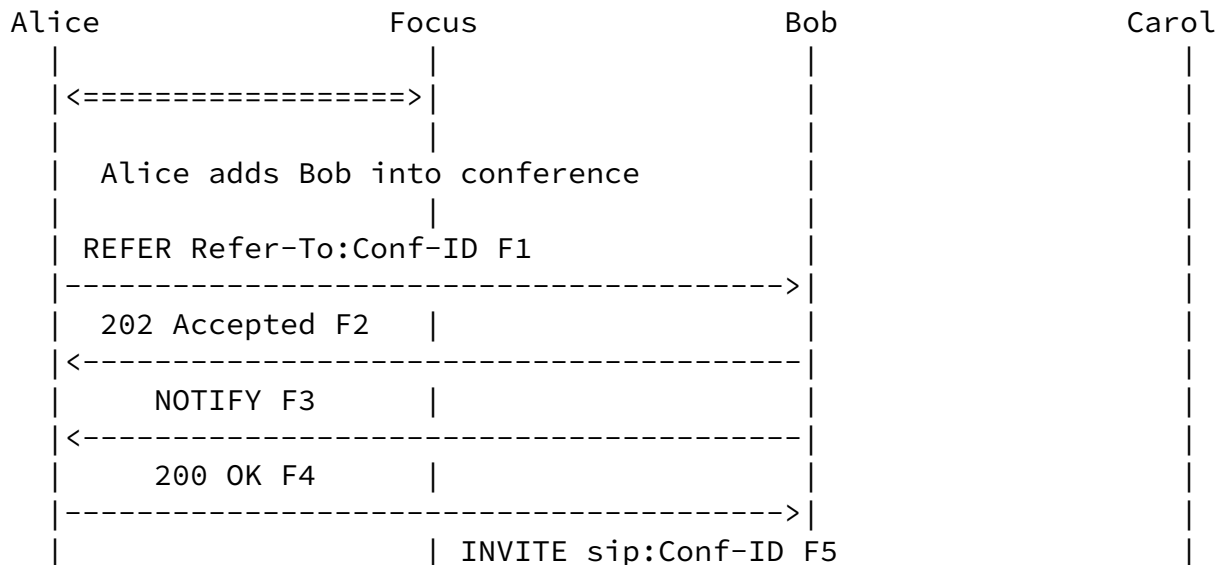 Alice Focus Bob Carol
Alice adds Bob into conference
REFER Refer-To:Conf-ID F1
202 Accepted F2
NOTIFY F3
200 OK F4
INVITE sip:Conf-ID F5